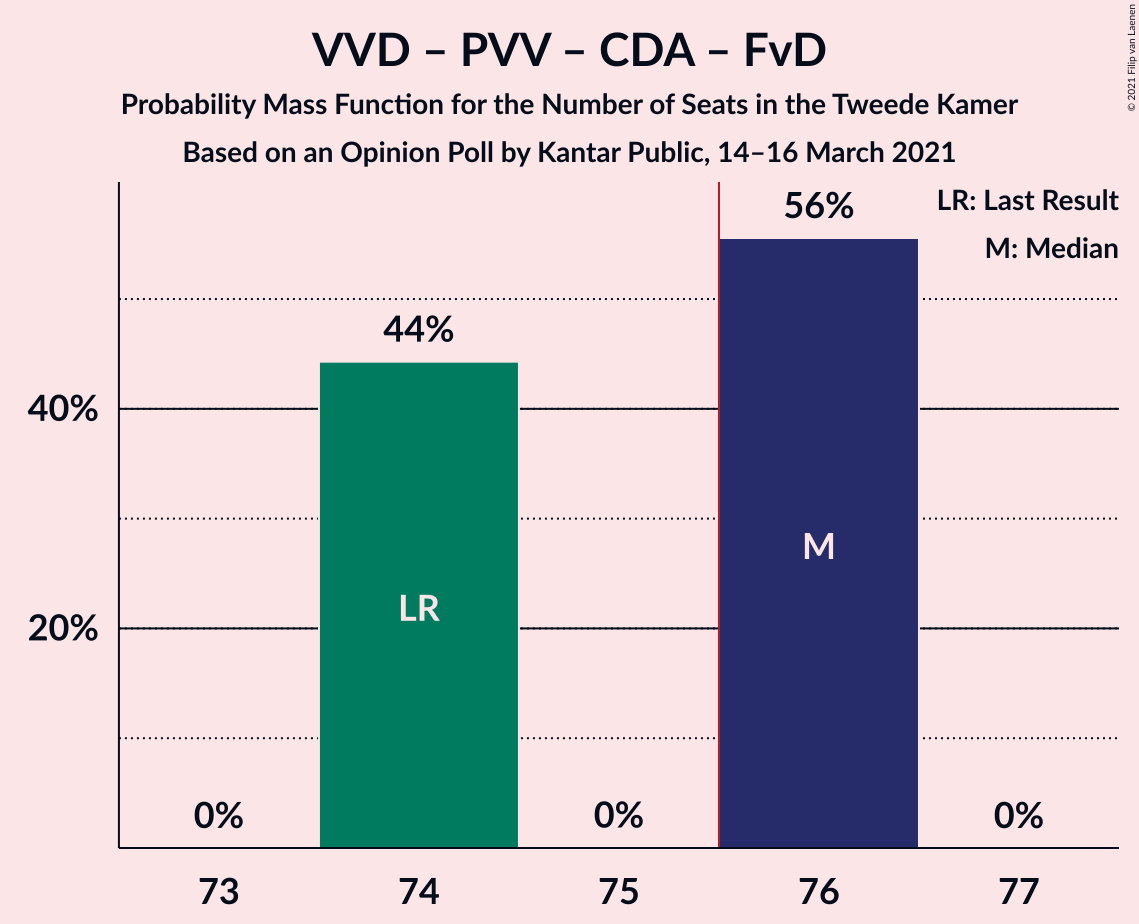 VVD – PVV – CDA – FvD
Probability Mass Function for the Number of Seats in the Tweede Kamer
Based on an Opinion Poll by Kantar Public, 14–16 March 2021
© 2021 Filip van Laenen
LR: Last Result
M: Median
56%
44%
40%
20%
LR
M
0%
0%
0%
73
74
75
76
77